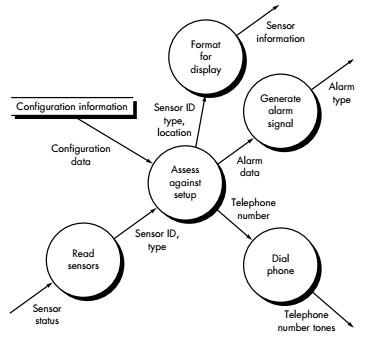 Format
for
display
Sensor
information
Generate
alarm
signal
Alarm
type
Configuration information
Sensor ID
type,
location
Configuration
data
Assess
against
setup
Alarm
data
Telephone
number
Read
sensors
Sensor ID,
type
Dial
phone
Sensor
status
Telephone
number tones